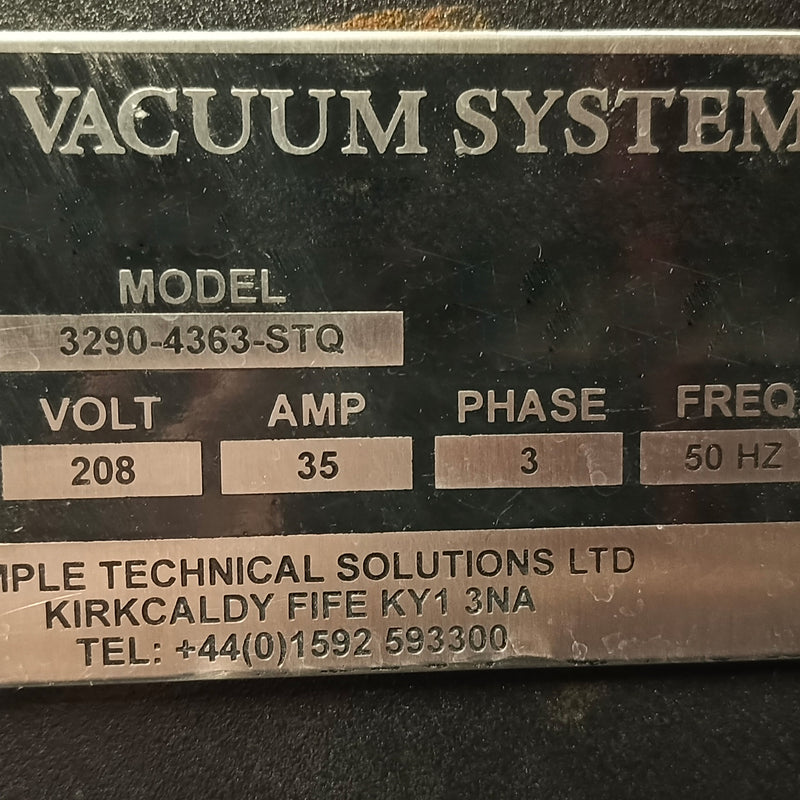 VACUUM SYSTEM
MODEL
3290-4363-STQ
VOLT AMP PHASE FREQ
208 35 3 50 HZ
MPLE TECHNICAL SOLUTIONS LTD
KIRKCALDY FIFE KY1 3NA
TEL: +44(0)1592 593300